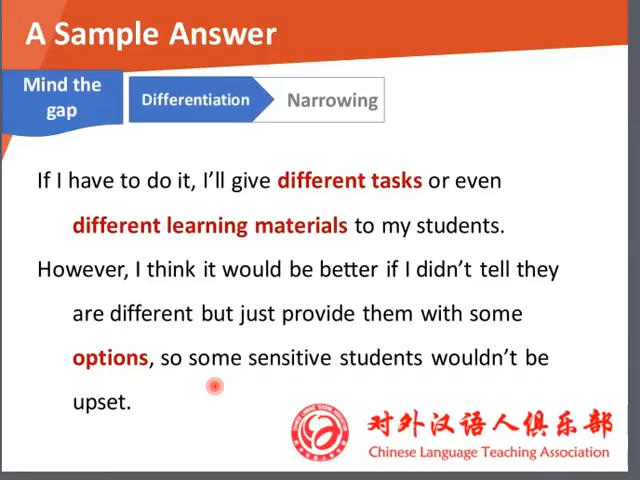 A Sample Answer
Mind the
gap
Differentiation
Narrowing
If I have to do it, I’ll give different tasks or even
different learning materials to my students.
However, I think it would be better if I didn’t tell they
are different but just provide them with some
options, so some sensitive students wouldn’t be
upset.
对外汉语人俱乐部
Chinese Language Teaching Association